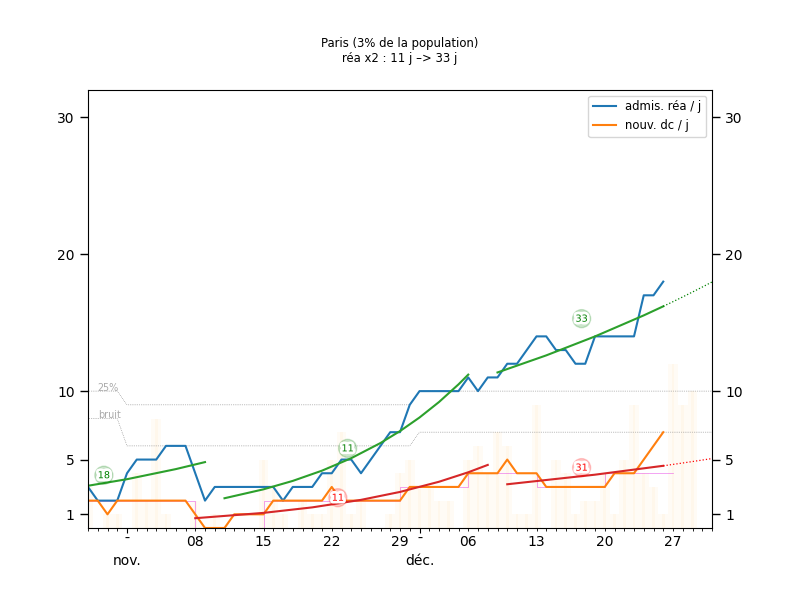 Paris (3% de la population)
réa x2 : 11 j –> 33 j
admis. réa / j
nouv. dc / j
30
30
20
20
10
10
5
5
1
1
25%
bruit
18
11
11
33
31
- 08 15 22 29 - 06 13 20 27
nov. déc.